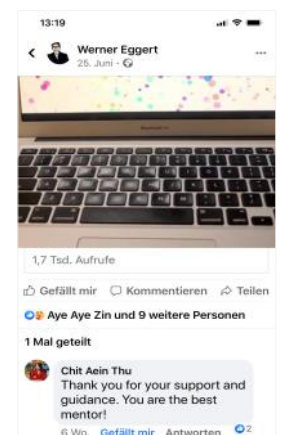 13:19
Werner Eggert
25. Juni ·
MacBook Air
1,7 Tsd. Aufrufe
Gefällt mir Kommentieren Teilen
Aye Aye Zin und 9 weitere Personen
1 Mal geteilt
Chit Aein Thu
Thank you for your support and
guidance. You are the best
mentor!
6 Wo. Gefällt mir Antworten 2